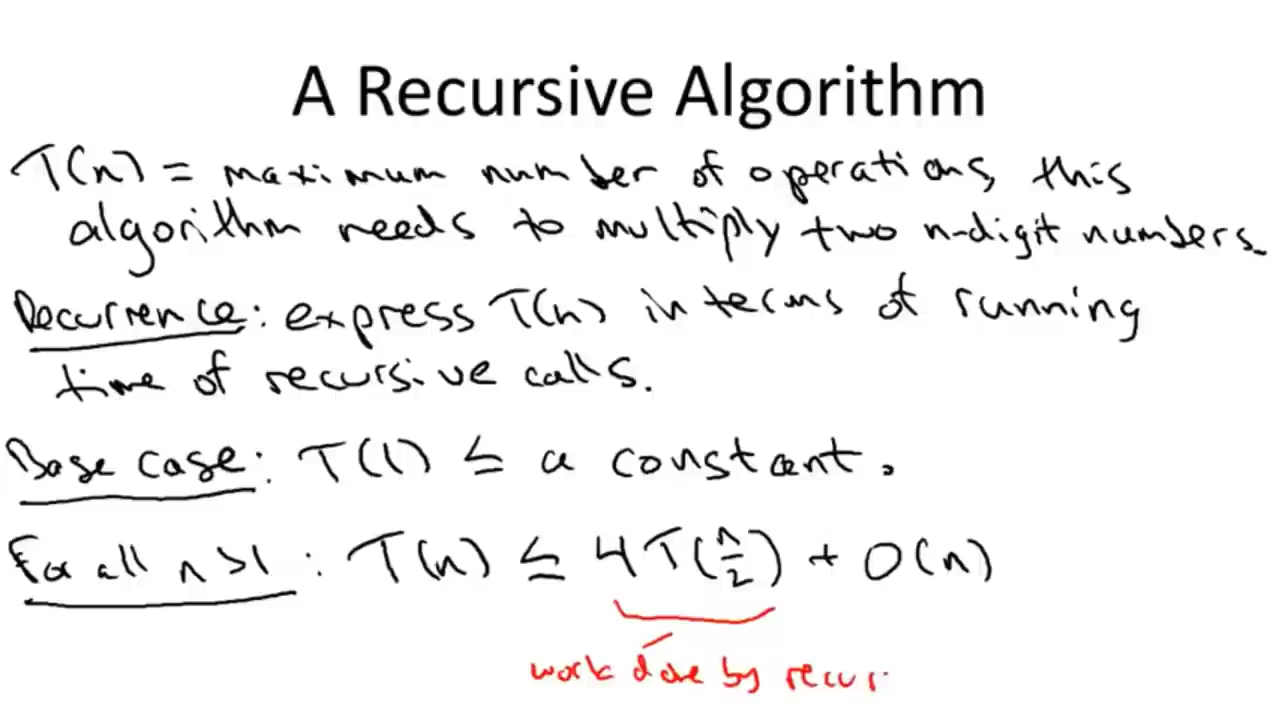 A Recursive Algorithm
T(n) = maximum number of operations this
algorithm needs to multiply two n-digit numbers.
Recurrence: express T(n) in terms of running
time of recursive calls.
Base case: T(1) ≤ a constant.
For all n>1: T(n) ≤ 4T(n/2) + O(n)
work done by recur